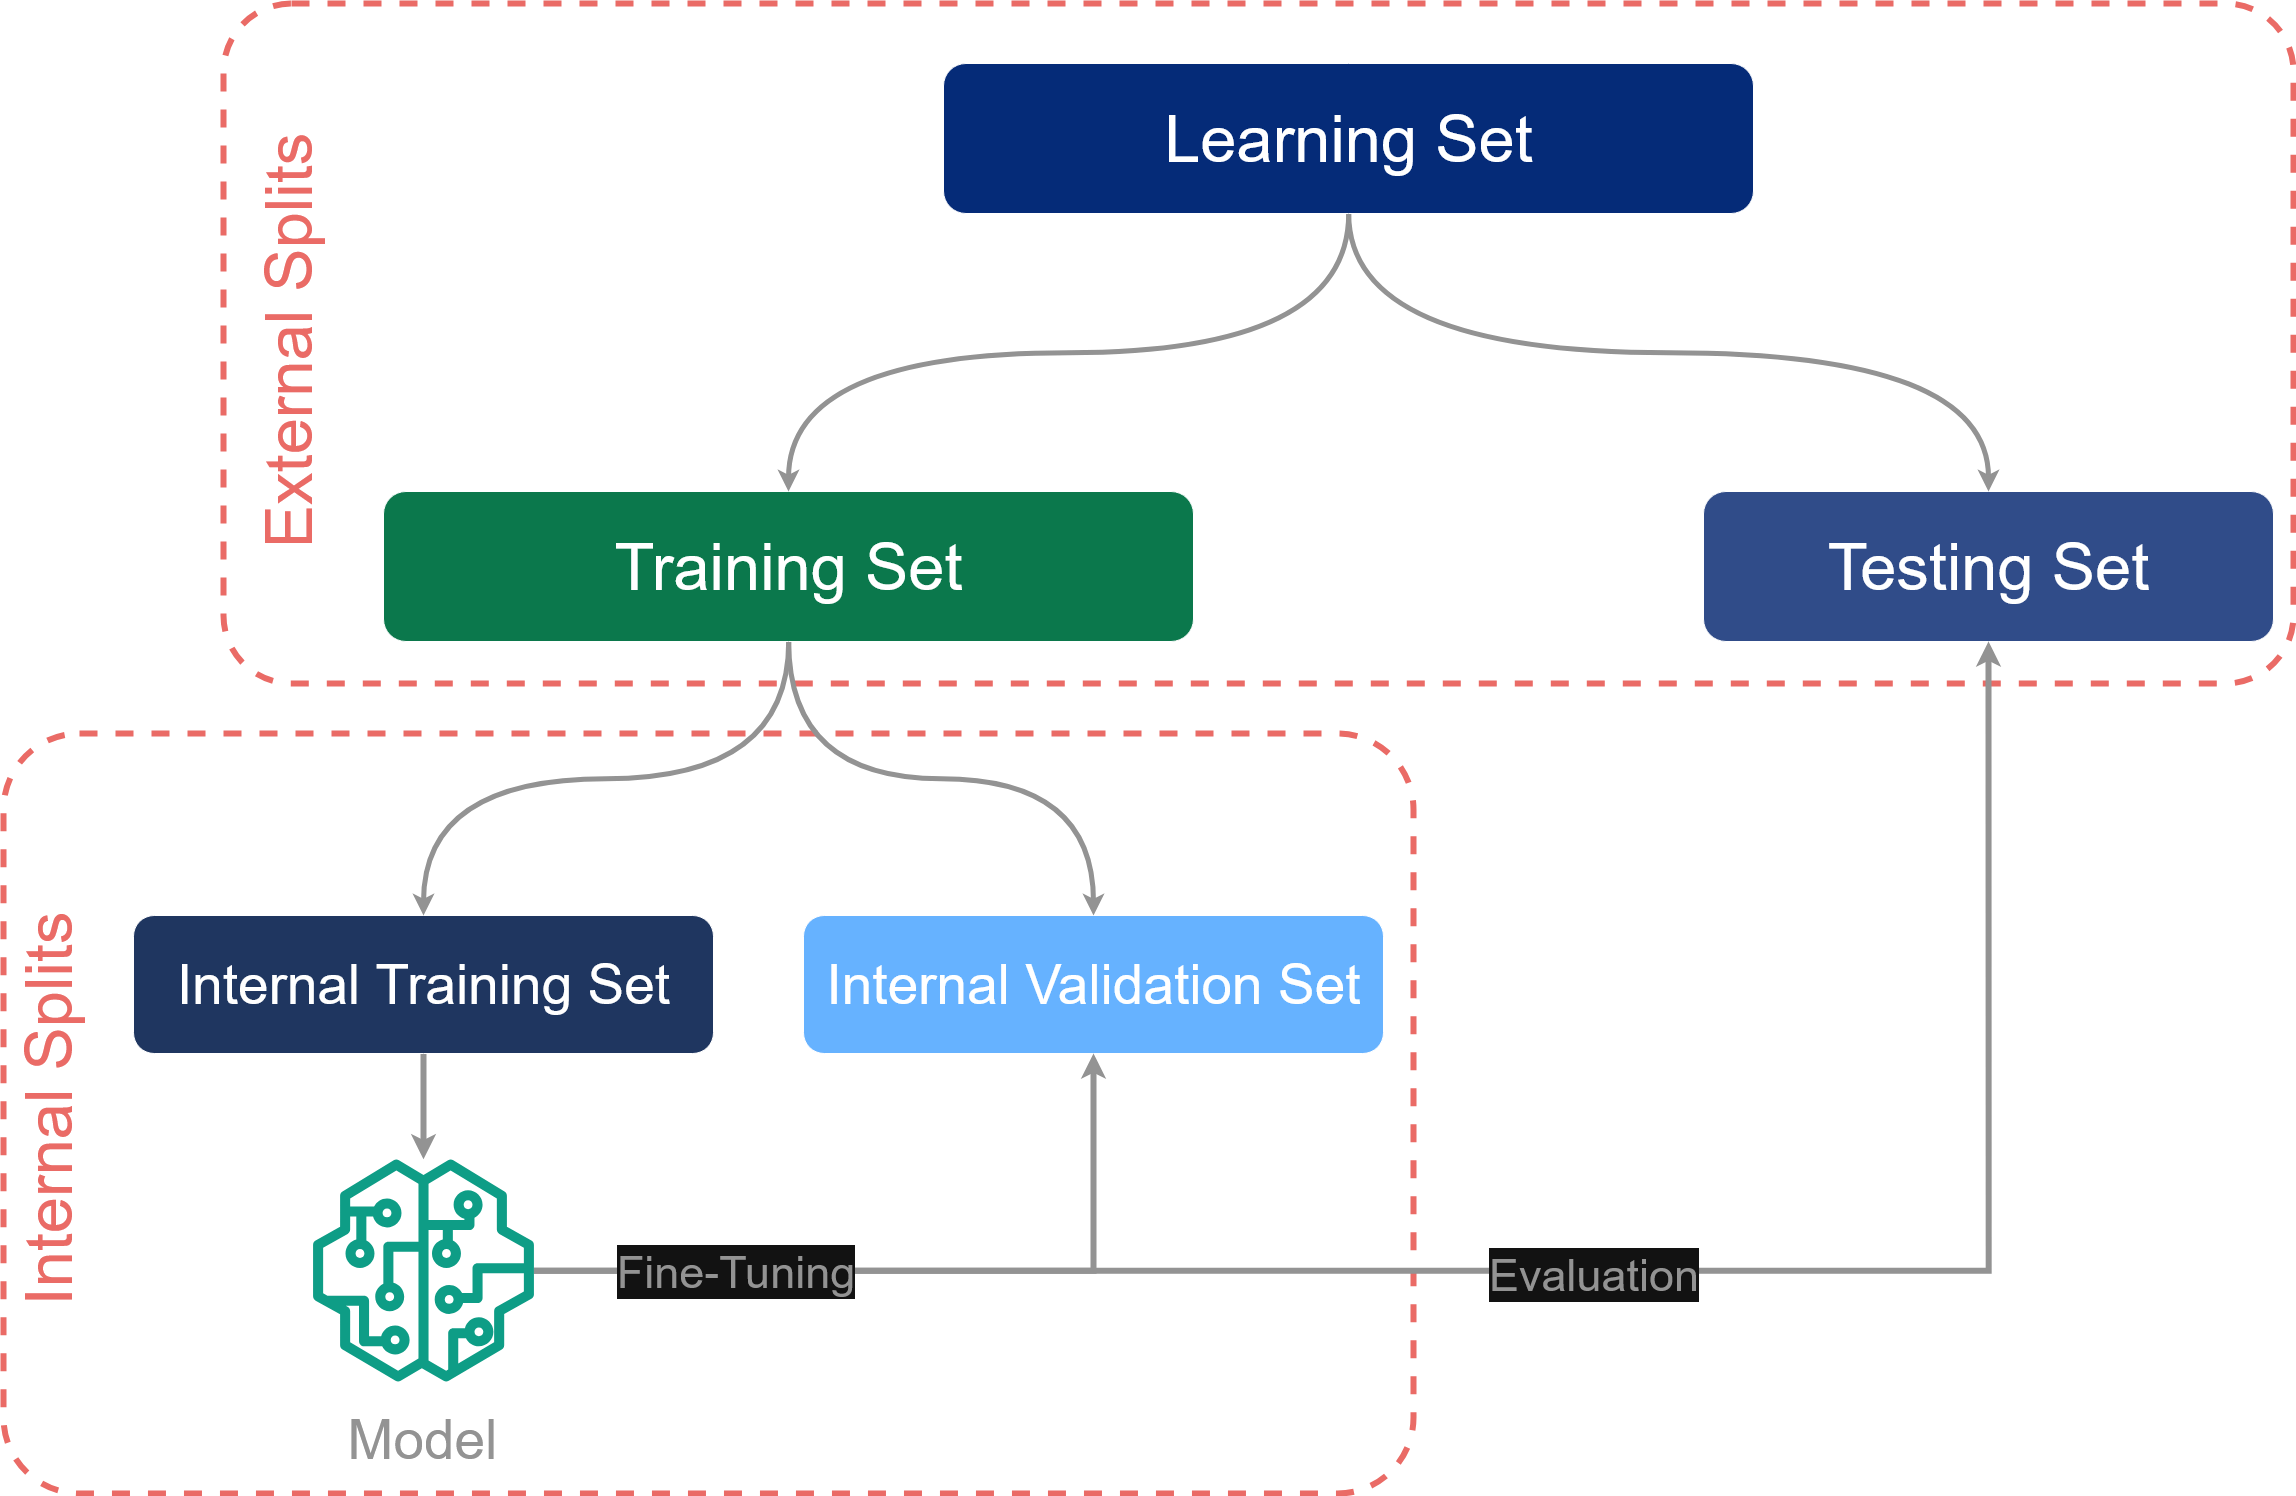 External Splits
Learning Set
Training Set
Testing Set
Internal Splits
Internal Training Set
Internal Validation Set
Fine-Tuning
Evaluation
Model